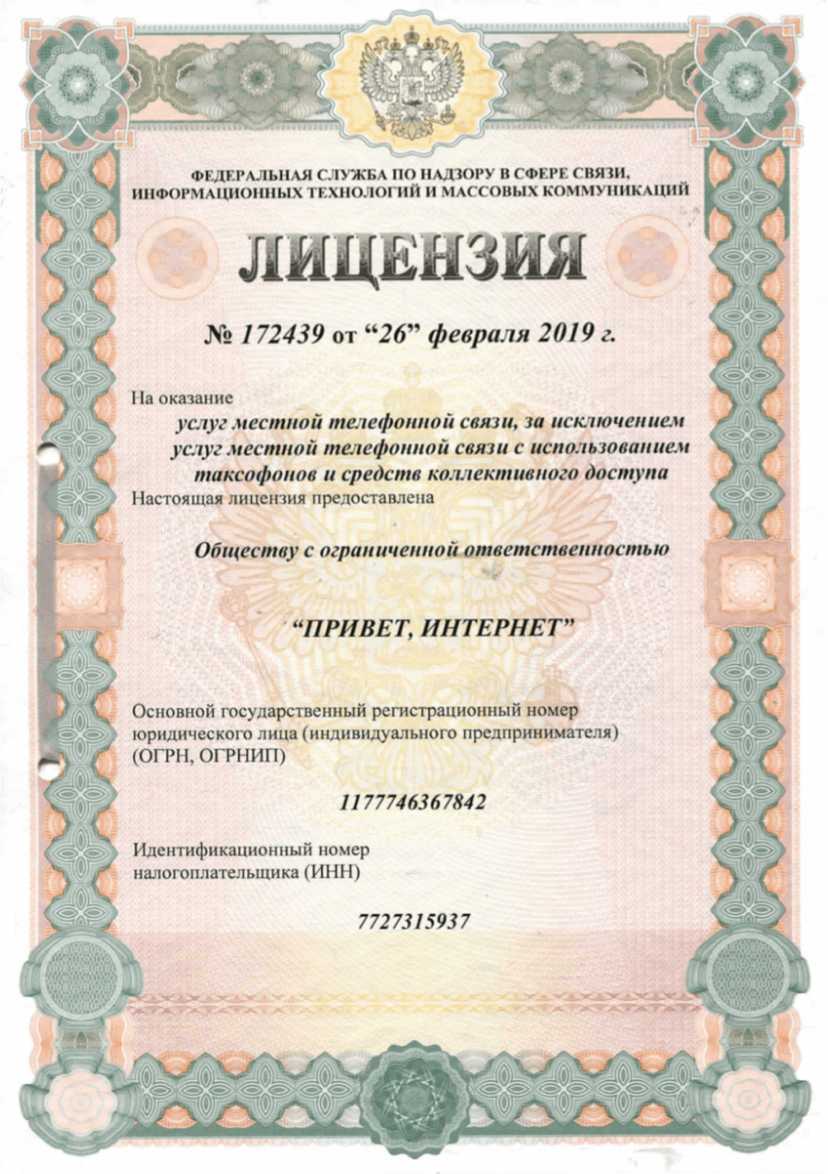 ФЕДЕРАЛЬНАЯ СЛУЖБА ПО НАДЗОРУ В СФЕРЕ СВЯЗИ,
ИНФОРМАЦИОННЫХ ТЕХНОЛОГИЙ И МАССОВЫХ КОММУНИКАЦИЙ
ЛИЦЕНЗИЯ
№ 172439 от “26” февраля 2019 г.
На оказание
услуг местной телефонной связи, за исключением
услуг местной телефонной связи с использованием
таксофонов и средств коллективного доступа
Настоящая лицензия предоставлена
Обществу с ограниченной ответственностью
“ПРИВЕТ, ИНТЕРНЕТ”
Основной государственный регистрационный номер
юридического лица (индивидуального предпринимателя)
(ОГРН, ОГРНИП)
1177746367842
Идентификационный номер
налогоплательщика (ИНН)
7727315937